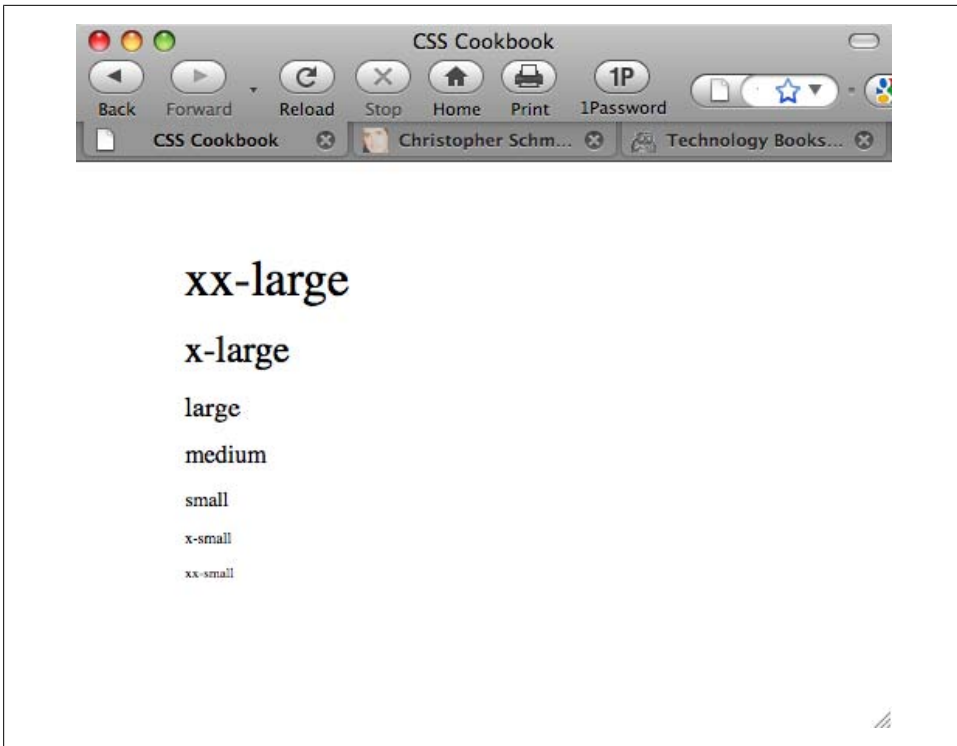 CSS Cookbook
1P
Back Forward Reload Stop Home Print 1Password
CSS Cookbook Christopher Schm... Technology Books...
xx-large
x-large
large
medium
small
x-small
xx-small